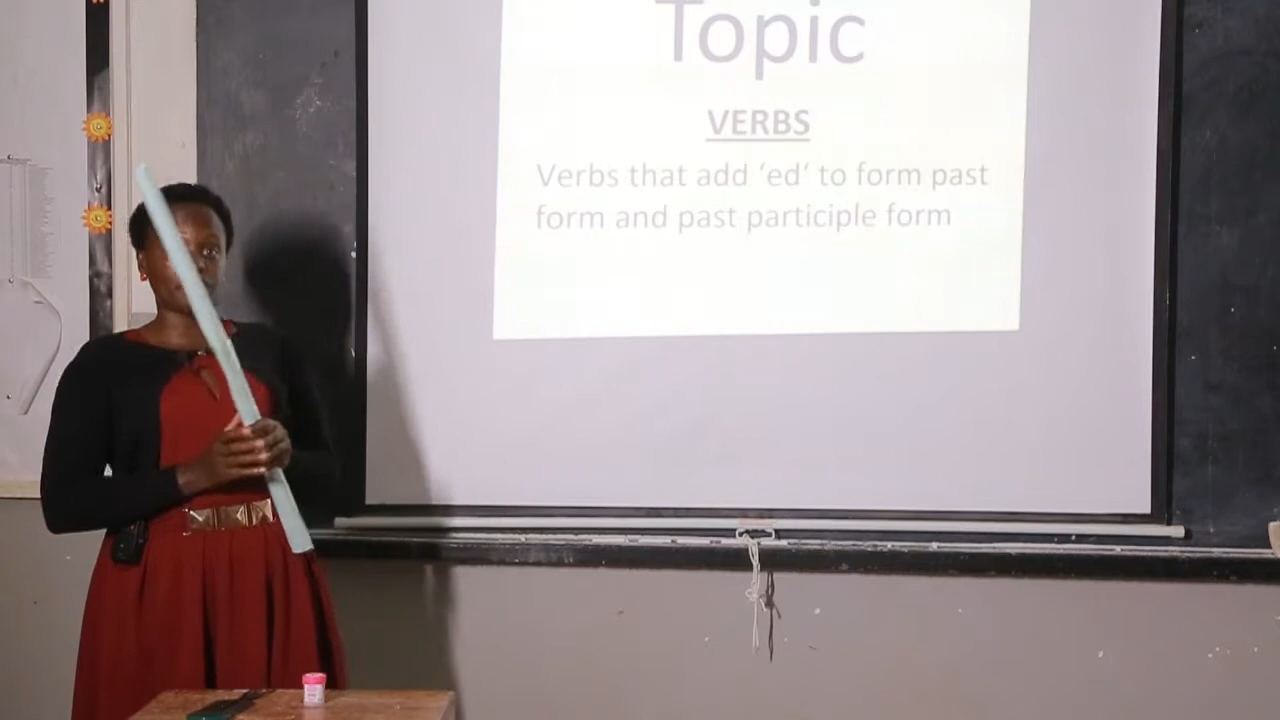 Topic
VERBS
Verbs that add ‘ed‘ to form past
form and past participle form